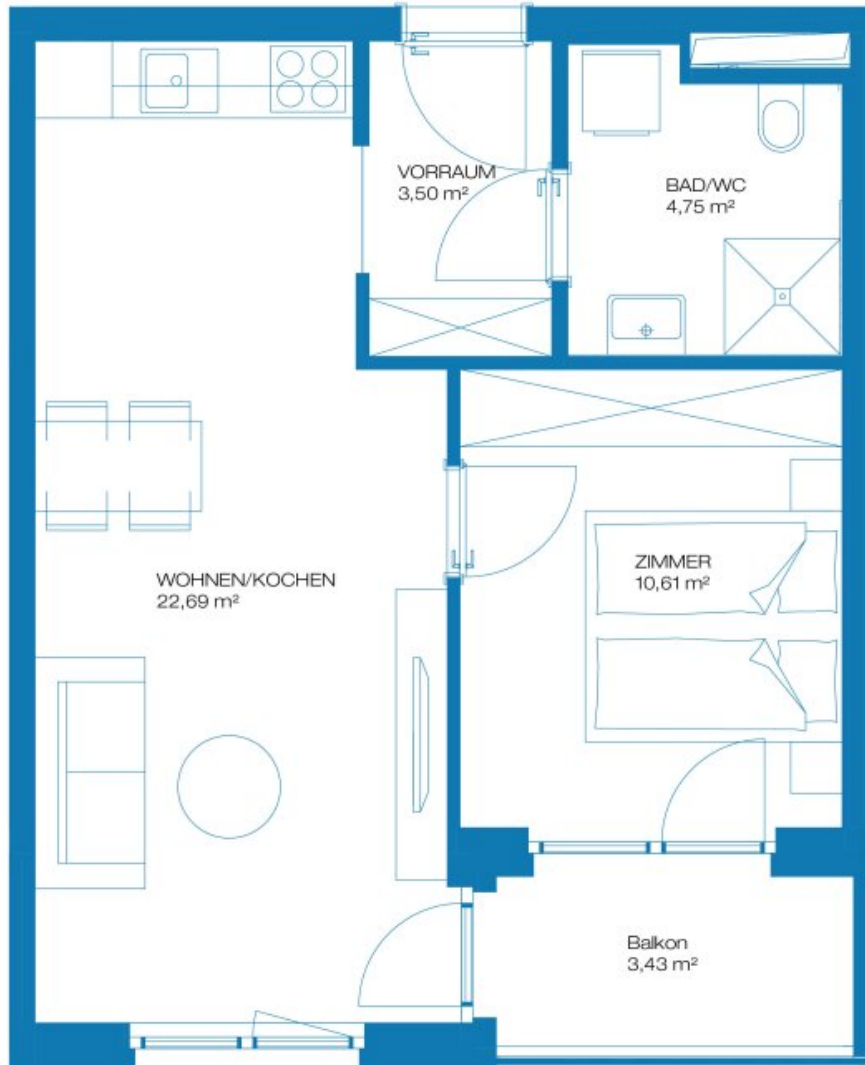 VORRAUM
3,50 m²
BAD/WC
4,75 m²
WOHNEN/KOCHEN
22,69 m²
ZIMMER
10,61 m²
Balkon
3,43 m²